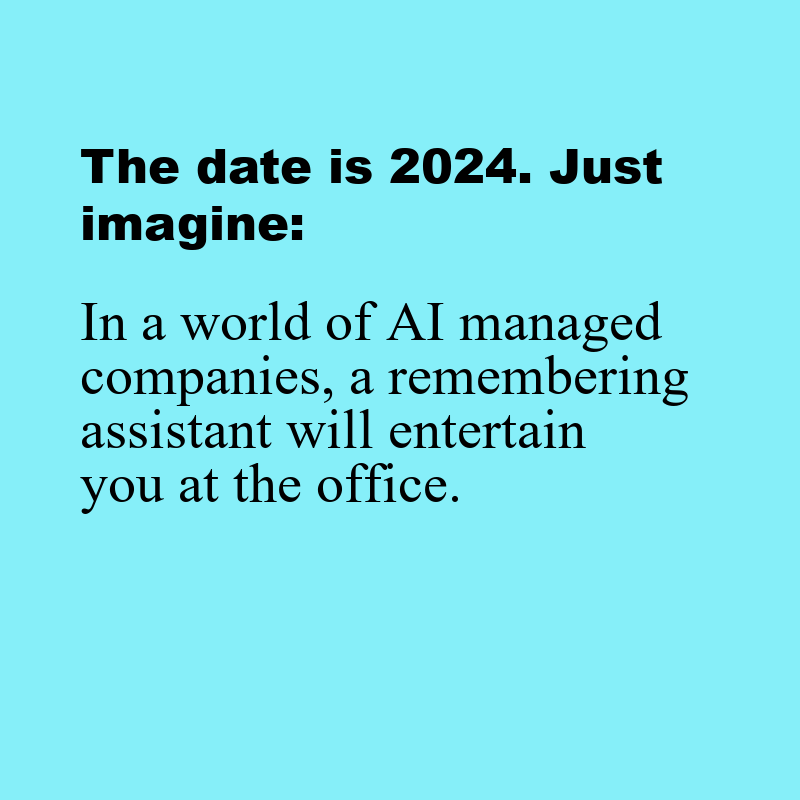 The date is 2024. Just
imagine:
In a world of AI managed
companies, a remembering
assistant will entertain
you at the office.